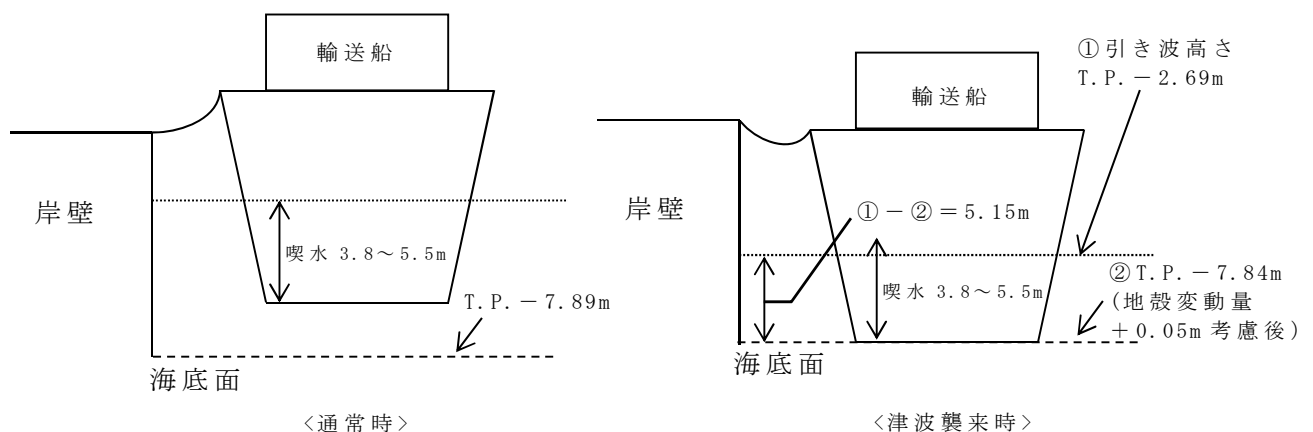 輸送船
岸壁
喫水 3.8～5.5m
T.P.－7.89m
海底面
<通常時>
①引き波高さ
T.P.－2.69m
輸送船
岸壁
①－②＝5.15m
喫水 3.8～5.5m
②T.P.－7.84m
(地殻変動量
＋0.05m 考慮後)
海底面
<津波襲来時>